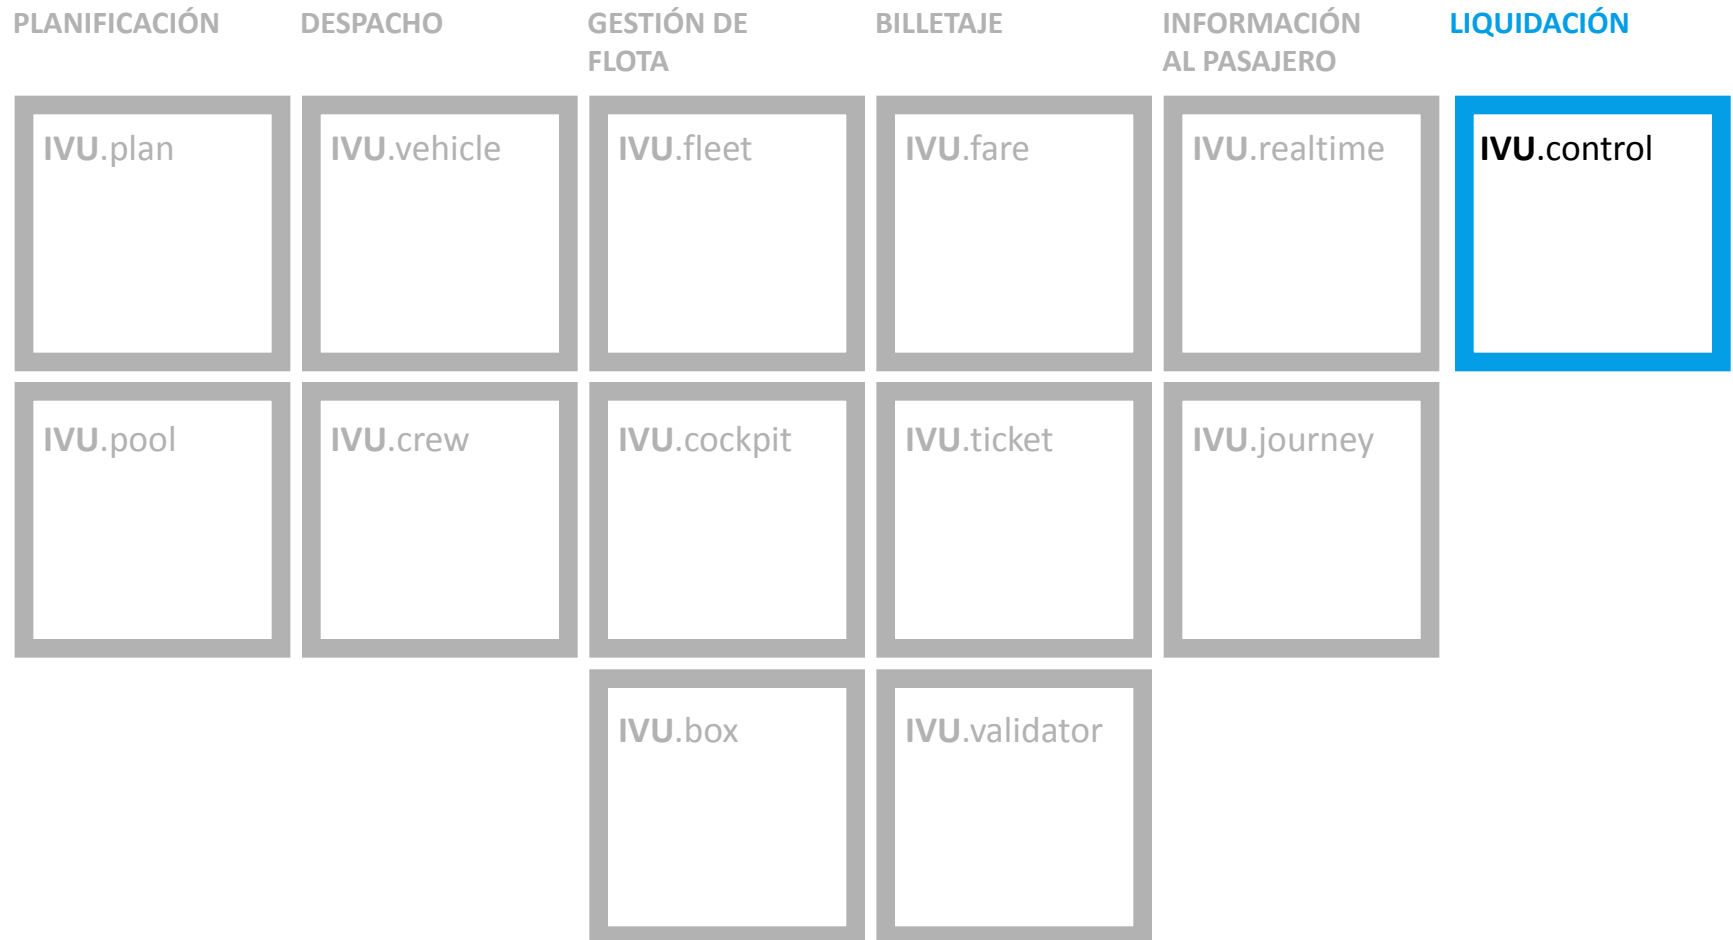 PLANIFICACIÓN
DESPACHO
GESTIÓN DE
FLOTA
BILLETAJE
INFORMACIÓN
AL PASAJERO
LIQUIDACIÓN
IVU.plan
IVU.vehicle
IVU.fleet
IVU.fare
IVU.realtime
IVU.control
IVU.pool
IVU.crew
IVU.cockpit
IVU.ticket
IVU.journey
IVU.box
IVU.validator